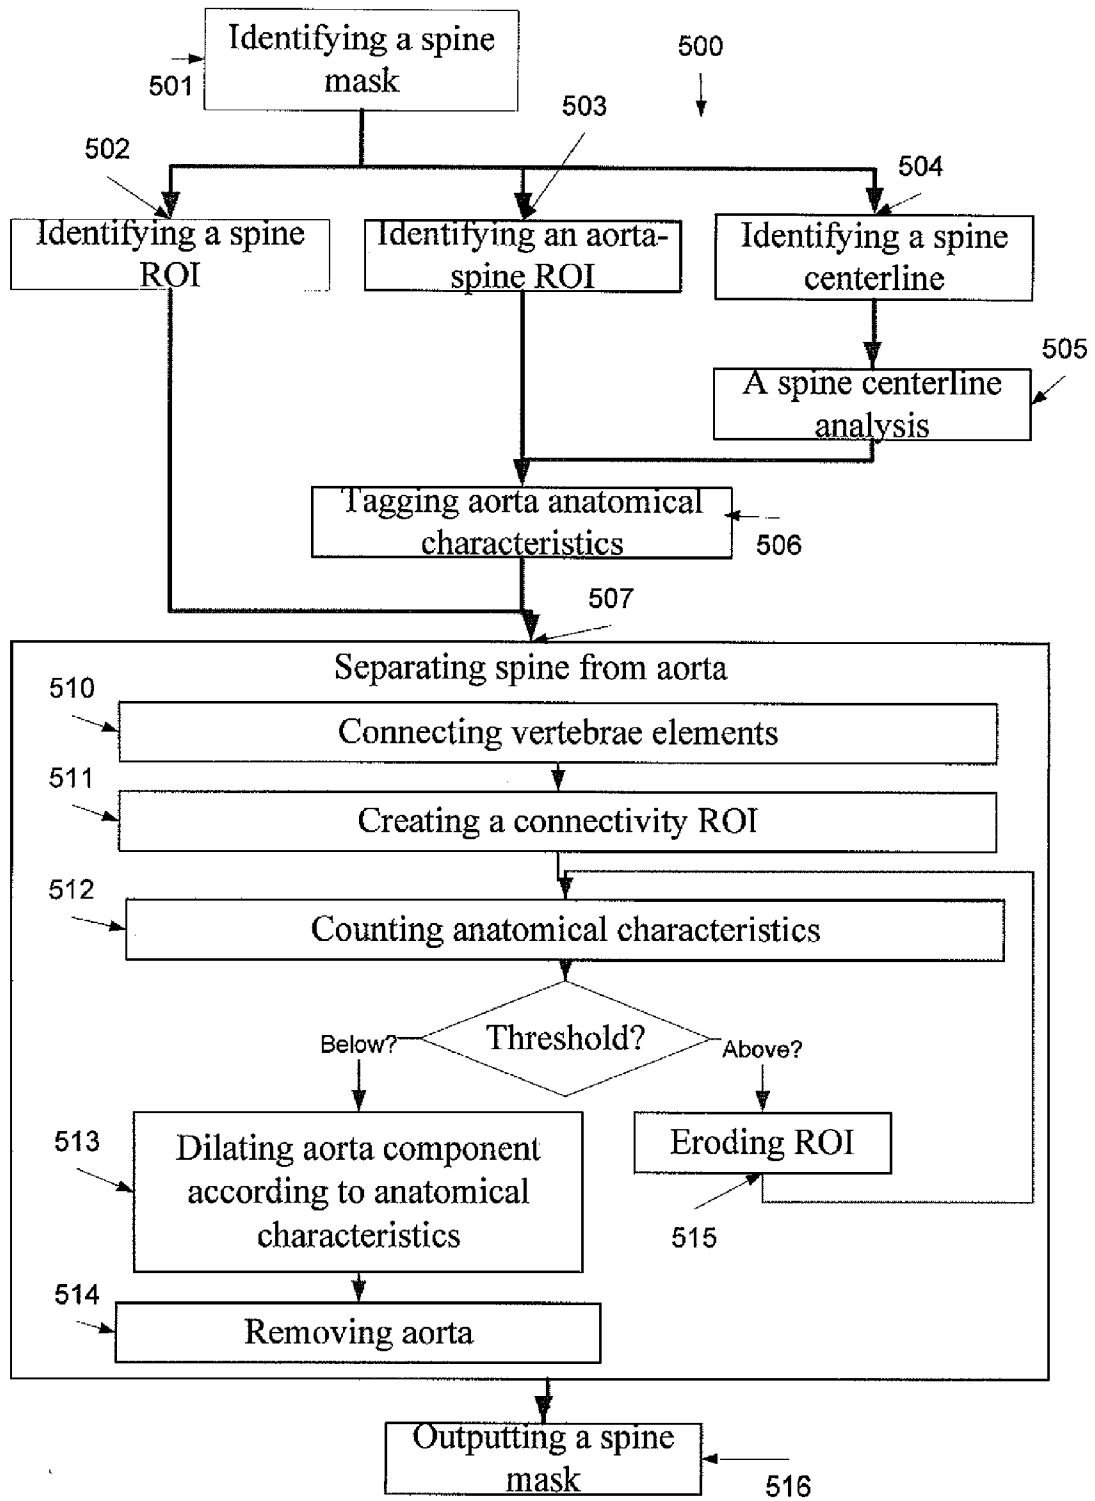 Identifying a spine
mask
501
500
503
502
504
Identifying a spine
ROI
Identifying an aorta-
spine ROI
Identifying a spine
centerline
505
A spine centerline
analysis
Tagging aorta anatomical
characteristics
506
507
Separating spine from aorta
510
Connecting vertebrae elements
511
Creating a connectivity ROI
512
Counting anatomical characteristics
Threshold?
Below?
Above?
513
Dilating aorta component
according to anatomical
characteristics
Eroding ROI
515
514
Removing aorta
Outputting a spine
mask
516